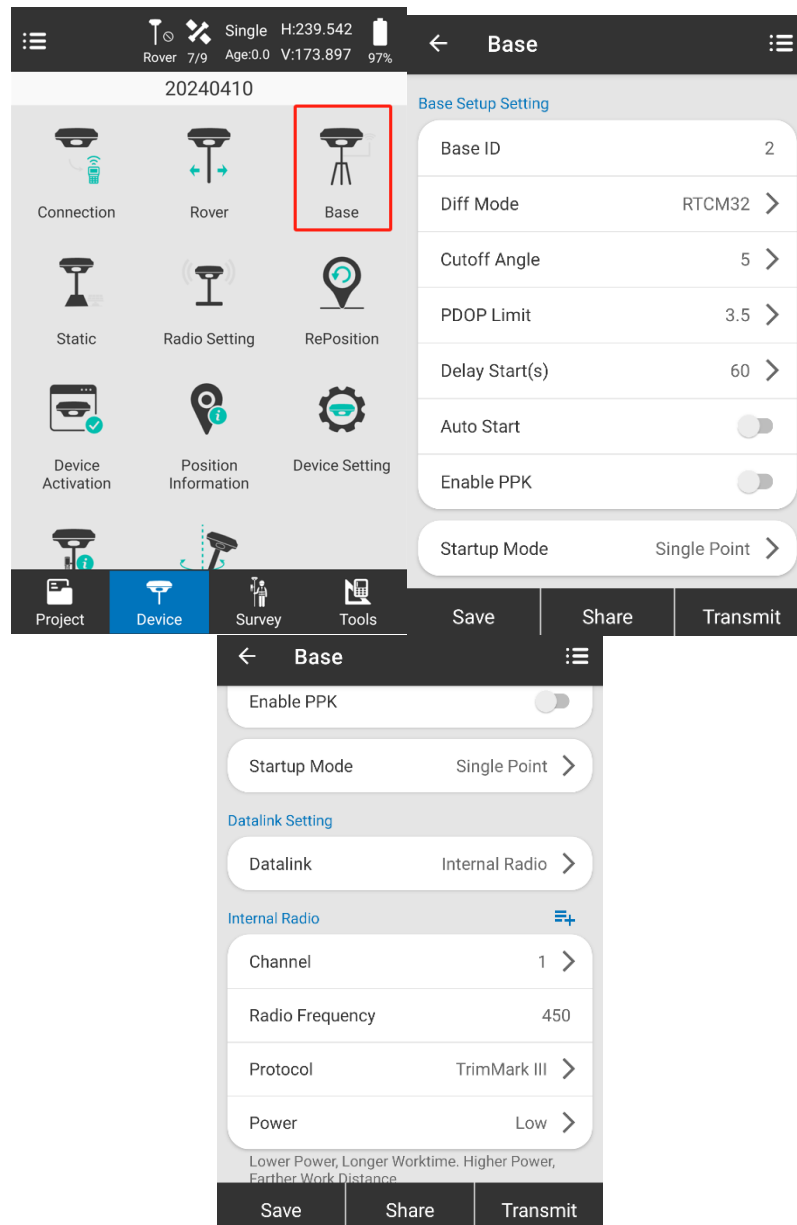 Single H:239.542
Rover 7/9 Age:0.0 V:173.897 97%
20240410
Connection Rover Base
Static Radio Setting RePosition
Device Activation Position Information Device Setting
Project Device Survey Tools
Base
Base Setup Setting
Base ID 2
Diff Mode RTCM32
Cutoff Angle 5
PDOP Limit 3.5
Delay Start(s) 60
Auto Start
Enable PPK
Startup Mode Single Point
Save Share Transmit
Base
Enable PPK
Startup Mode Single Point
Datalink Setting
Datalink Internal Radio
Internal Radio
Channel 1
Radio Frequency 450
Protocol TrimMark III
Power Low
Lower Power, Longer Worktime. Higher Power,
Farther Work Distance
Save Share Transmit